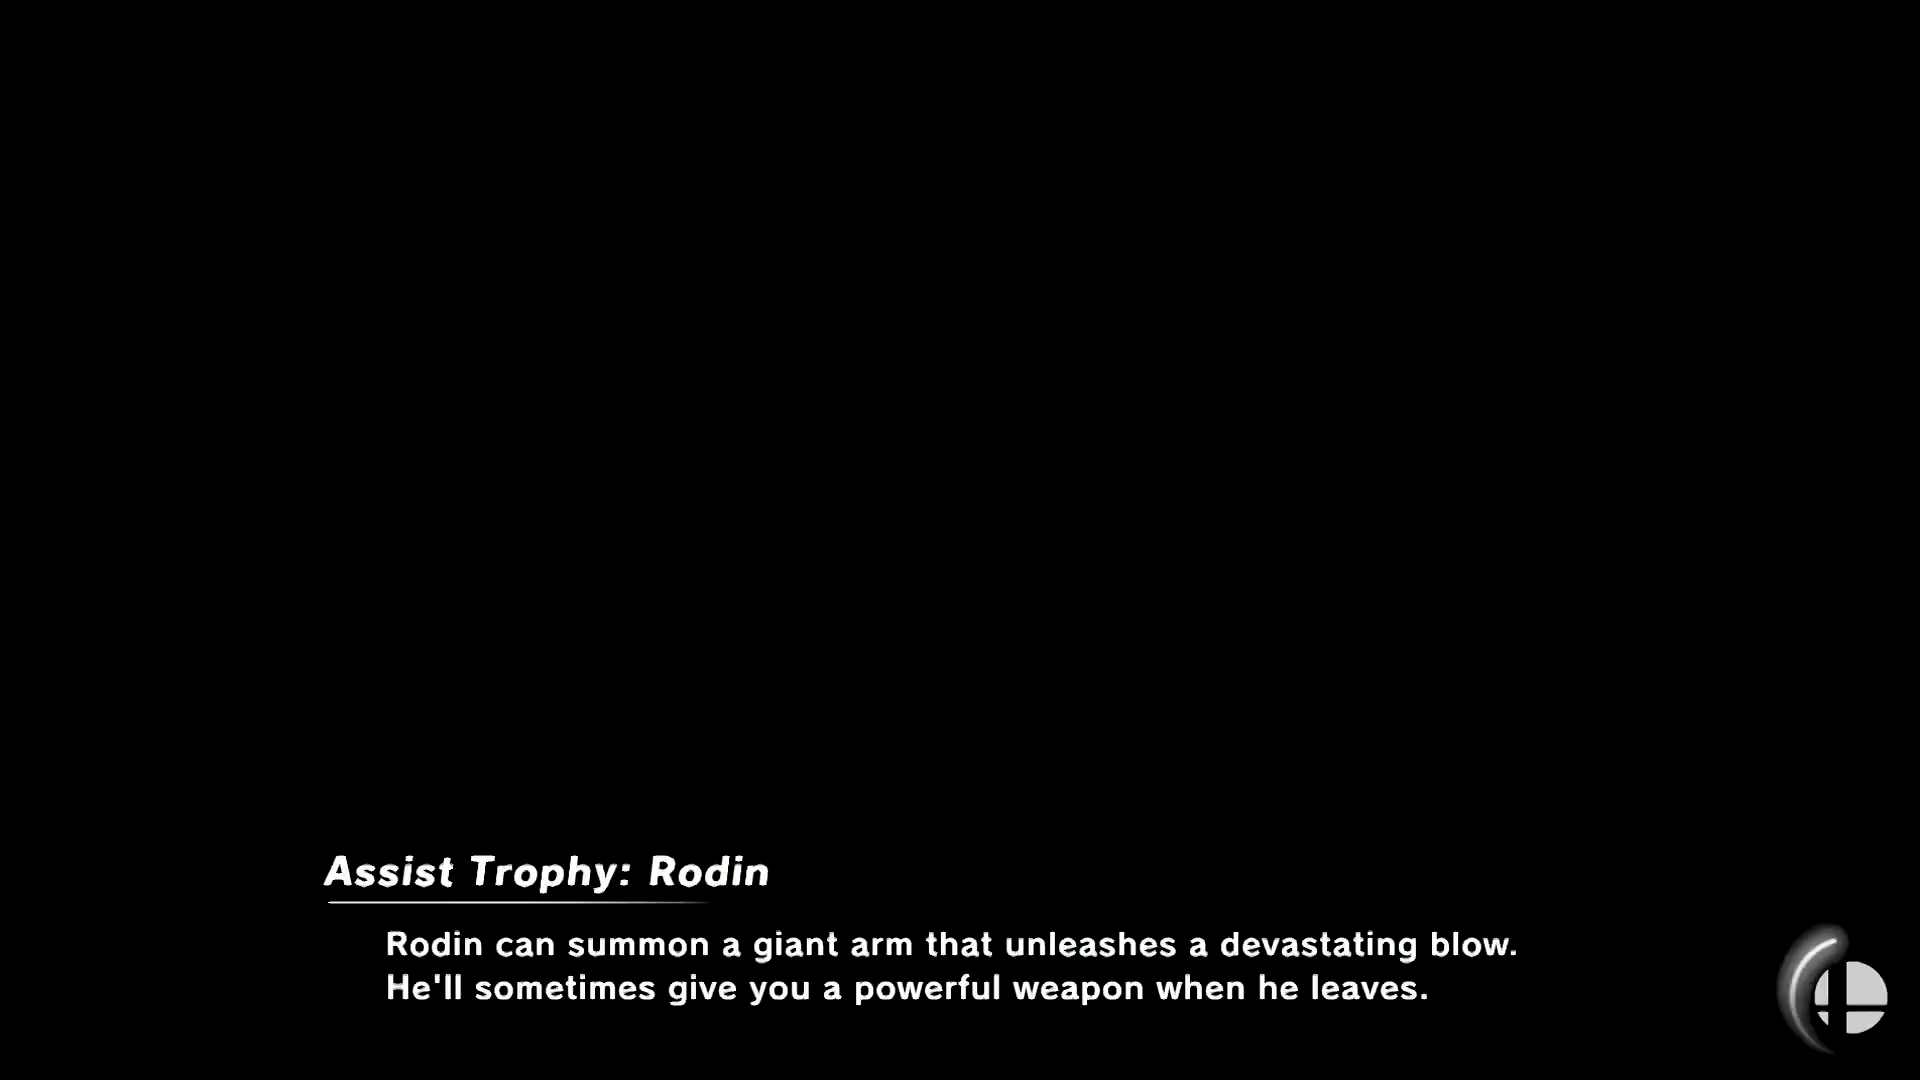 Assist Trophy: Rodin
Rodin can summon a giant arm that unleashes a devastating blow.
He'll sometimes give you a powerful weapon when he leaves.